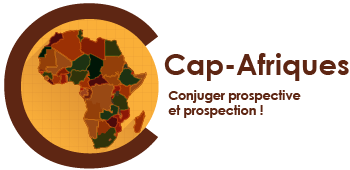 Cap-Afriques
Conjuger prospective
et prospection !